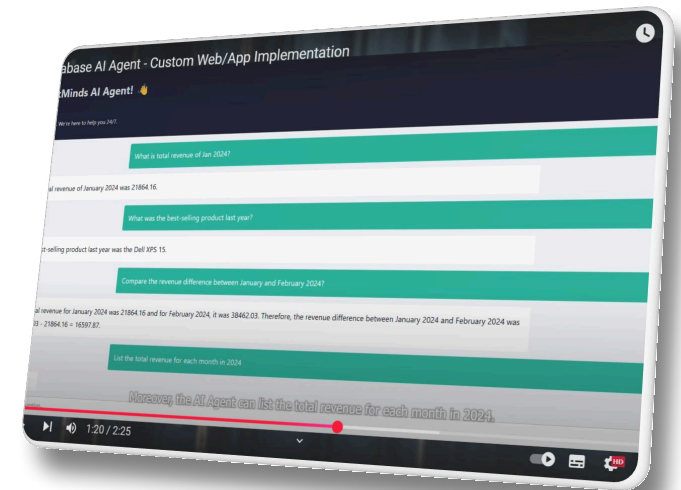 abase AI Agent - Custom Web/App Implementation
:Minds AI Agent! 👋
We're here to help you 24/7.
What is total revenue of Jan 2024?
al revenue of January 2024 was 21864.16.
What was the best-selling product last year?
st-selling product last year was the Dell XPS 15.
Compare the revenue difference between January and February 2024?
al revenue for January 2024 was 21864.16 and for February 2024, it was 38462.03. Therefore, the revenue difference between January 2024 and February 2024 was
03 - 21864.16 = 16597.87.
List the total revenue for each month in 2024
Moreover, the AI Agent can list the total revenue for each month in 2024.
1:20 / 2:25
HD